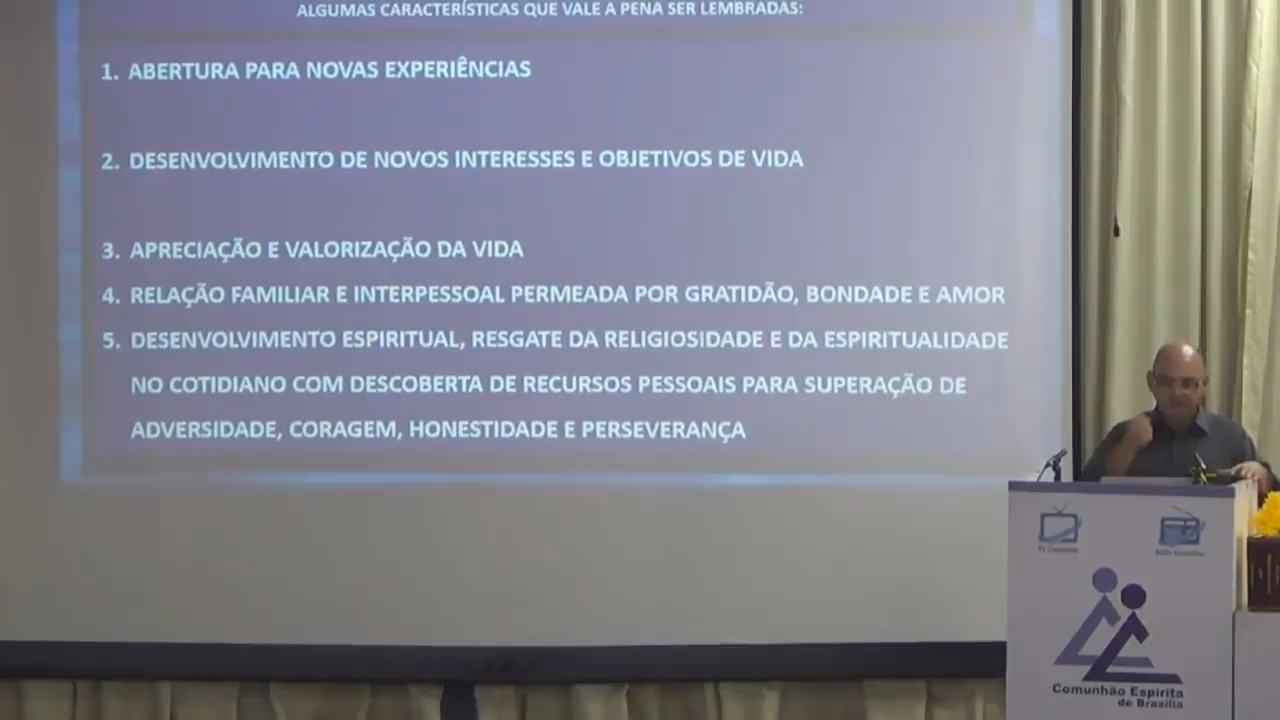 ALGUMAS CARACTERÍSTICAS QUE VALE A PENA SER LEMBRADAS:
1. ABERTURA PARA NOVAS EXPERIÊNCIAS
2. DESENVOLVIMENTO DE NOVOS INTERESSES E OBJETIVOS DE VIDA
3. APRECIAÇÃO E VALORIZAÇÃO DA VIDA
4. RELAÇÃO FAMILIAR E INTERPESSOAL PERMEADA POR GRATIDÃO, BONDADE E AMOR
5. DESENVOLVIMENTO ESPIRITUAL, RESGATE DA RELIGIOSIDADE E DA ESPIRITUALIDADE
NO COTIDIANO COM DESCOBERTA DE RECURSOS PESSOAIS PARA SUPERAÇÃO DE
ADVERSIDADE, CORAGEM, HONESTIDADE E PERSEVERANÇA
Comunhão Espírita
de Brasília